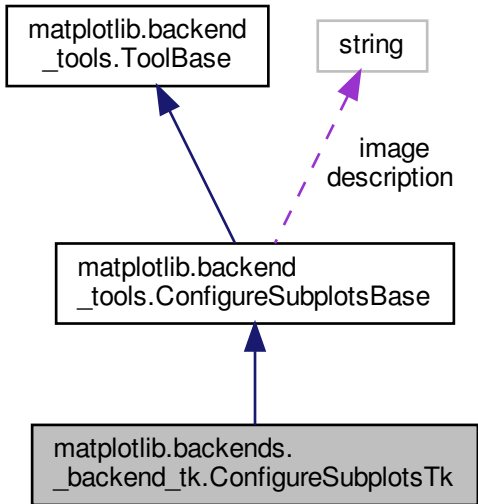 matplotlib.backend
_tools.ToolBase
string
image
description
matplotlib.backend
_tools.ConfigureSubplotsBase
matplotlib.backends.
_backend_tk.ConfigureSubplotsTk